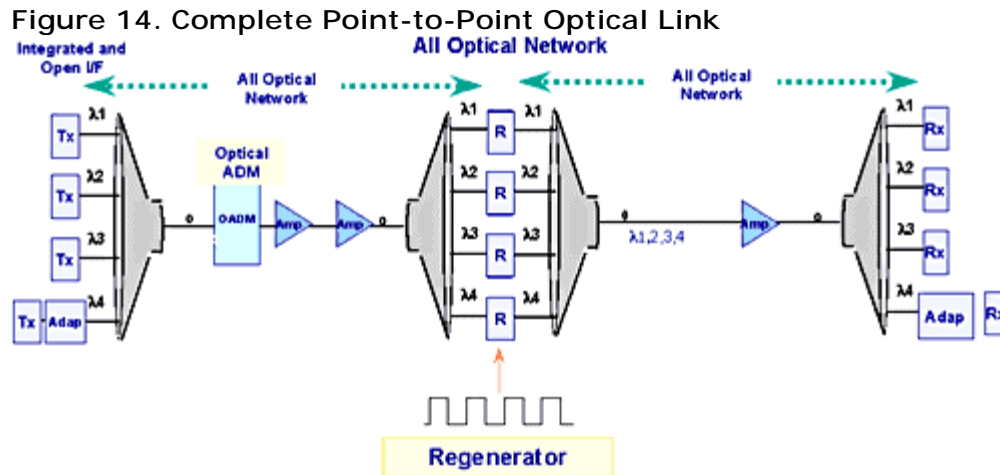 Figure 14. Complete Point-to-Point Optical Link
Integrated and
Open I/F
All Optical Network
All Optical
Network
All Optical
Network
λ1
Tx
λ2
Tx
λ3
Tx
λ4
Tx
Adap
Optical
ADM
OADM
Amp
Amp
λ1
R
λ1
λ2
R
λ2
λ3
R
λ3
λ4
R
λ4
λ1,2,3,4
Amp
λ1
Rx
λ2
Rx
λ3
Rx
λ4
Adap
Rx
Regenerator